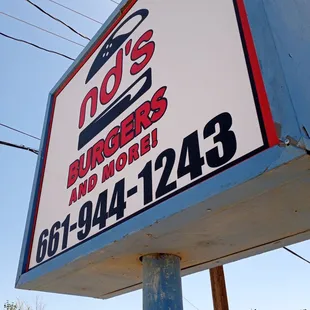 nd's
BURGERS
AND MORE!
661-944-1243